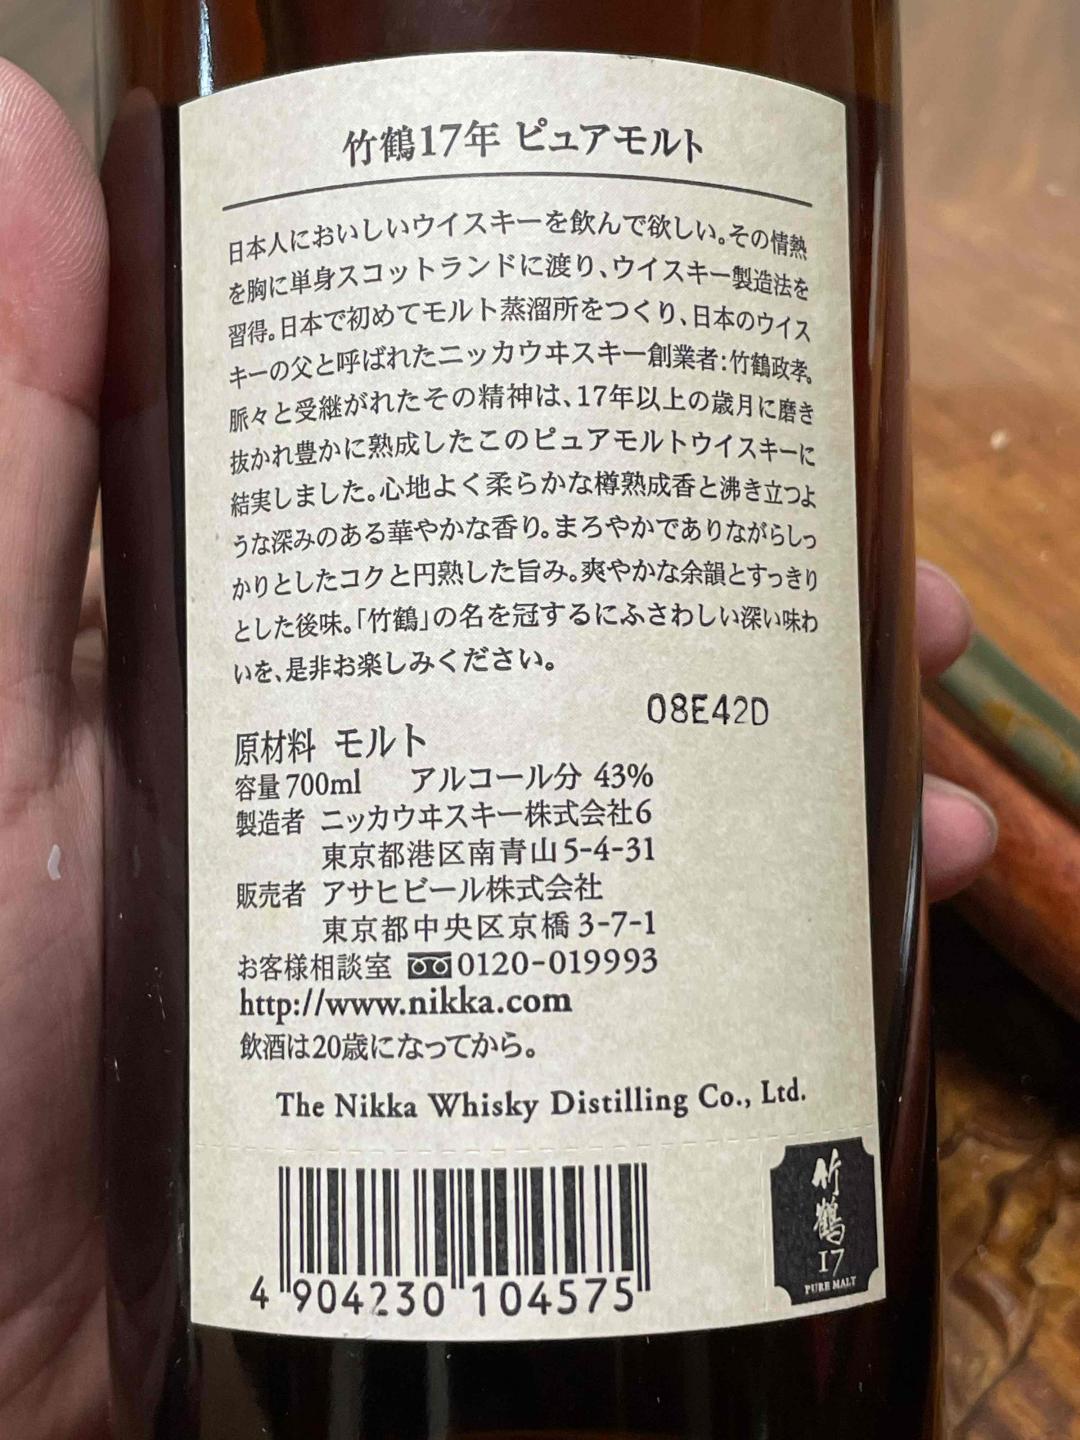 竹鶴17年 ピュアモルト
日本人においしいウイスキーを飲んで欲しい。その情熱
を胸に単身スコットランドに渡り、ウイスキー製造法を
習得。日本で初めてモルト蒸溜所をつくり、日本のウイス
キーの父と呼ばれたニッカウヰスキー創業者:竹鶴政孝。
脈々と受継がれたその精神は、17年以上の歳月に磨き
抜かれ豊かに熟成したこのピュアモルトウイスキーに
結実しました。心地よく柔らかな樽熟成香と沸き立つよ
うな深みのある華やかな香り。まろやかでありながらしっ
かりとしたコクと円熟した旨み。爽やかな余韻とすっきり
とした後味。「竹鶴」の名を冠するにふさわしい深い味わ
いを、是非お楽しみください。
08E42D
原材料 モルト
容量700ml アルコール分 43%
製造者 ニッカウヰスキー株式会社6
東京都港区南青山5-4-31
販売者 アサヒビール株式会社
東京都中央区京橋3-7-1
お客様相談室 0120-019993
http://www.nikka.com
飲酒は20歳になってから。
The Nikka Whisky Distilling Co., Ltd.
4 904230 104575
竹鶴
17
PURE MALT